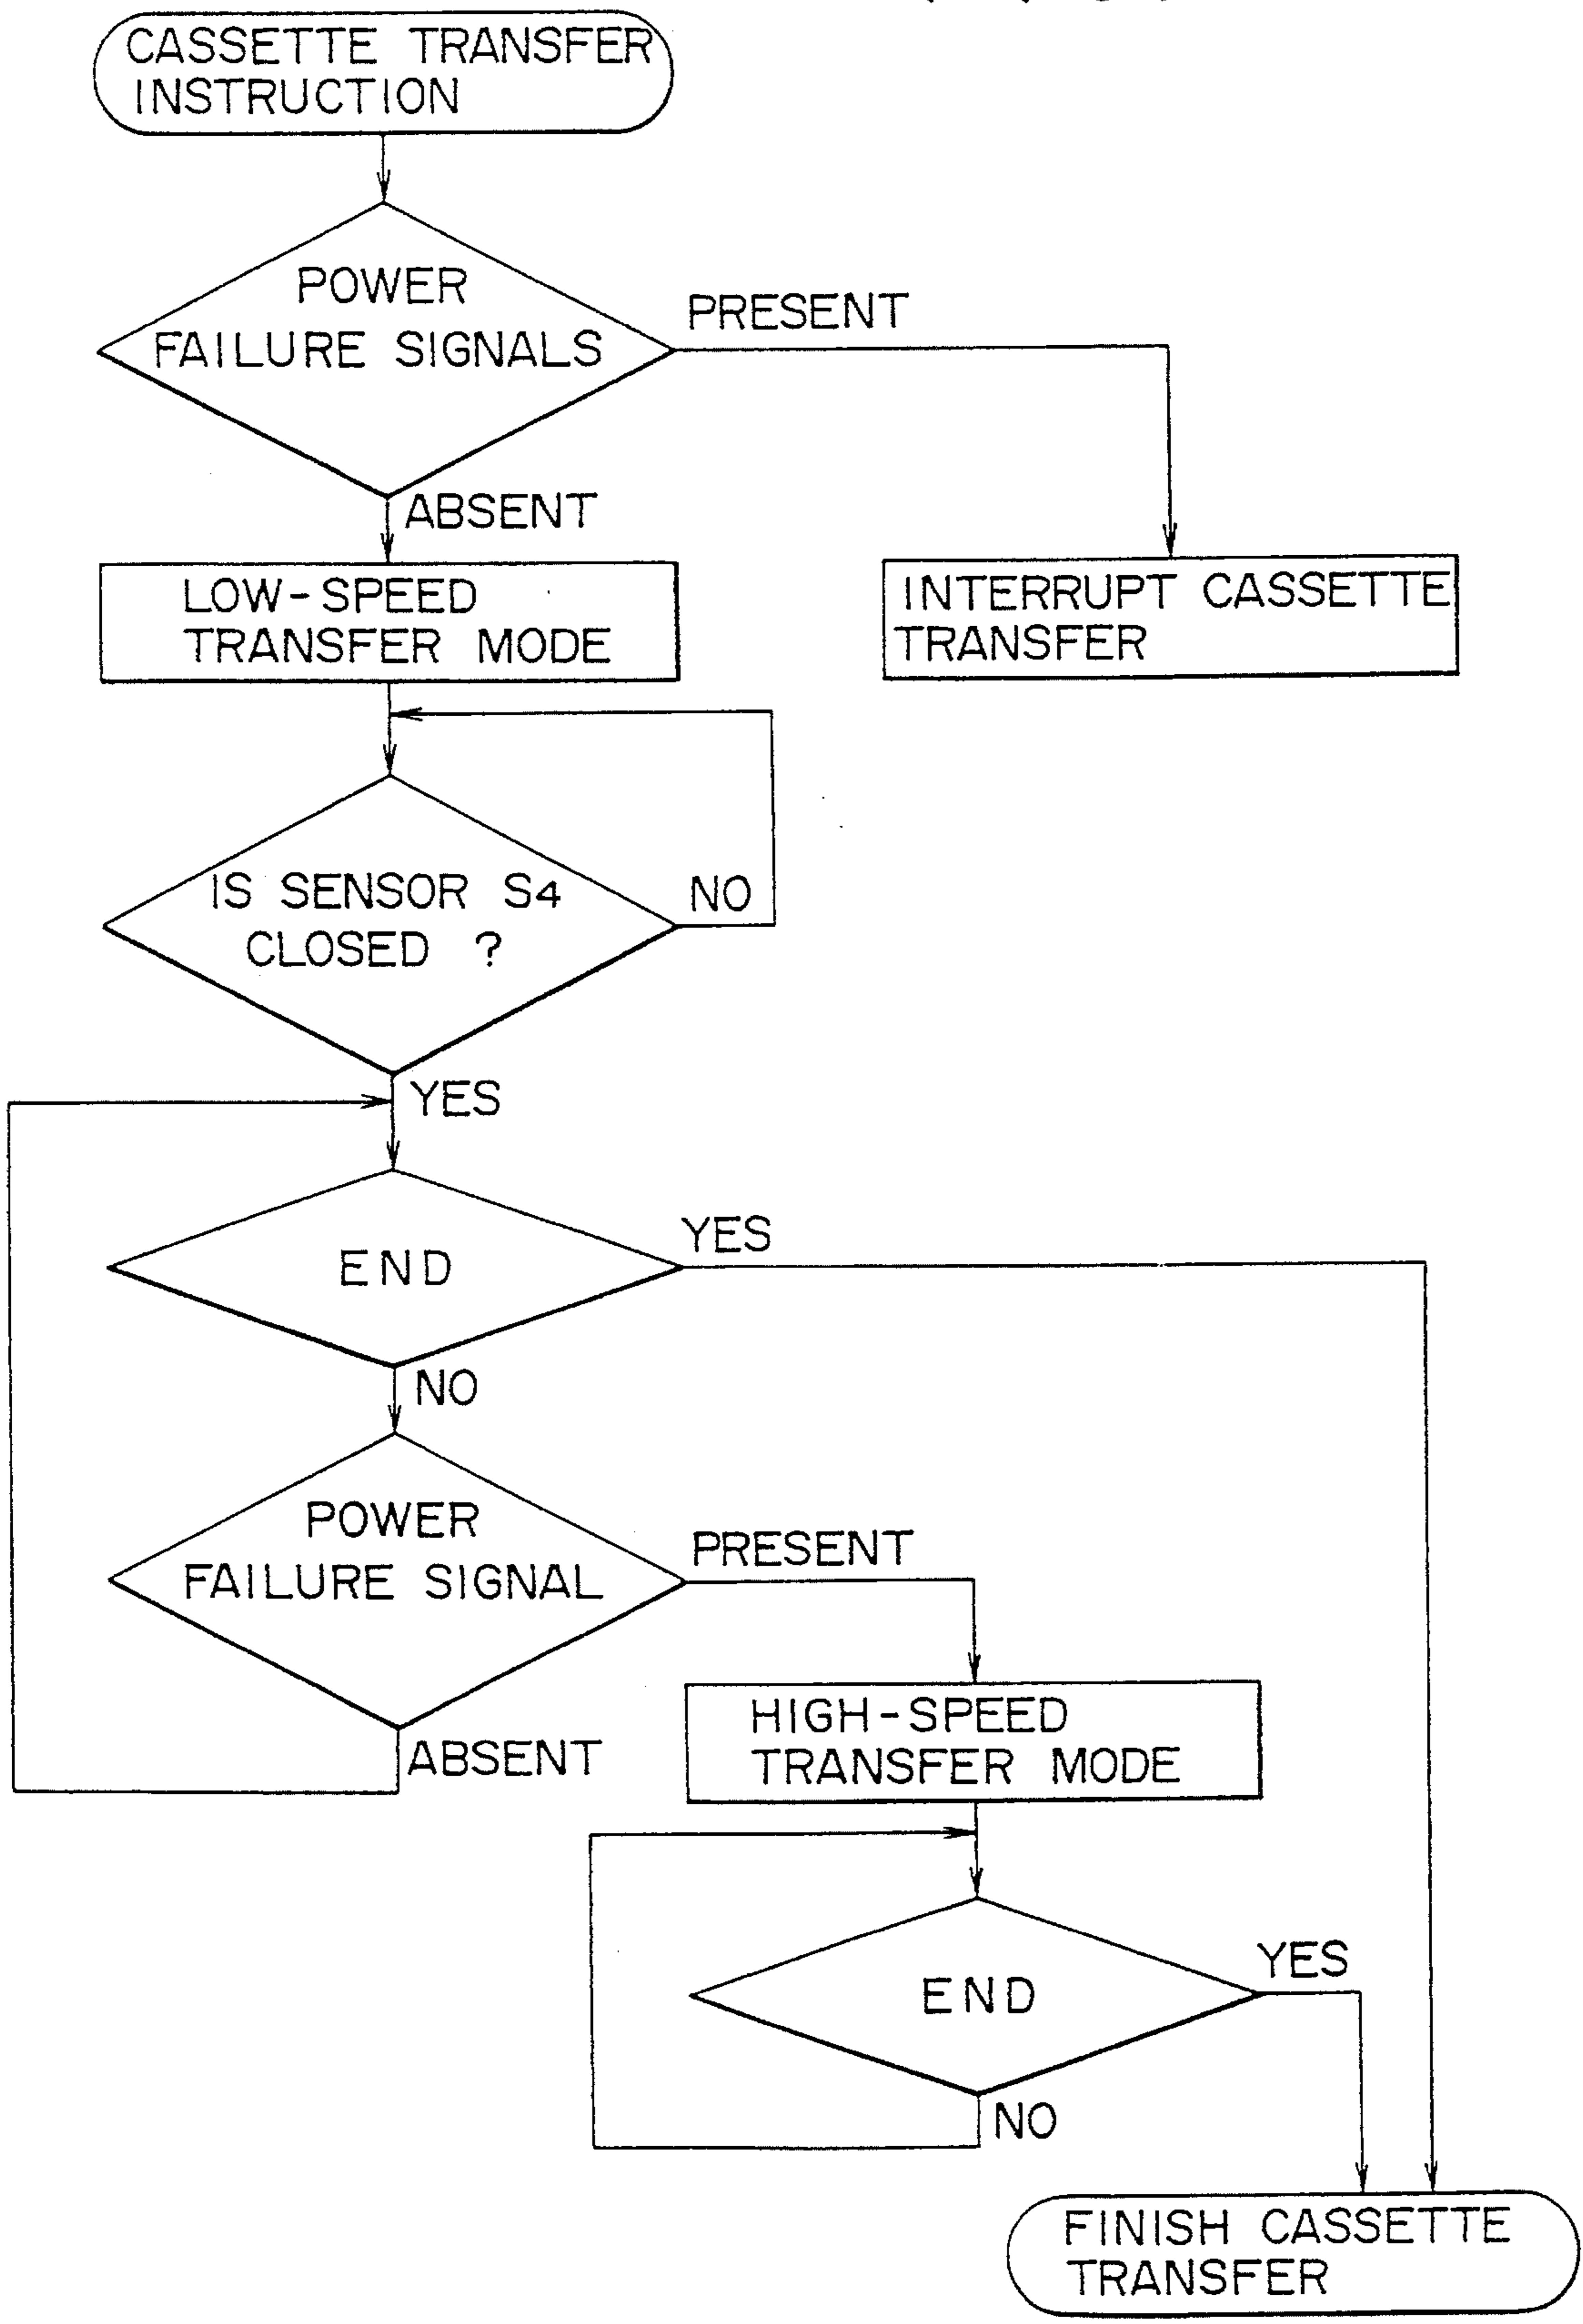 CASSETTE TRANSFER
INSTRUCTION
POWER
FAILURE SIGNALS
PRESENT
ABSENT
LOW-SPEED
TRANSFER MODE
INTERRUPT CASSETTE
TRANSFER
IS SENSOR S4
CLOSED ?
NO
YES
END
YES
NO
POWER
FAILURE SIGNAL
PRESENT
ABSENT
HIGH-SPEED
TRANSFER MODE
END
YES
NO
FINISH CASSETTE
TRANSFER